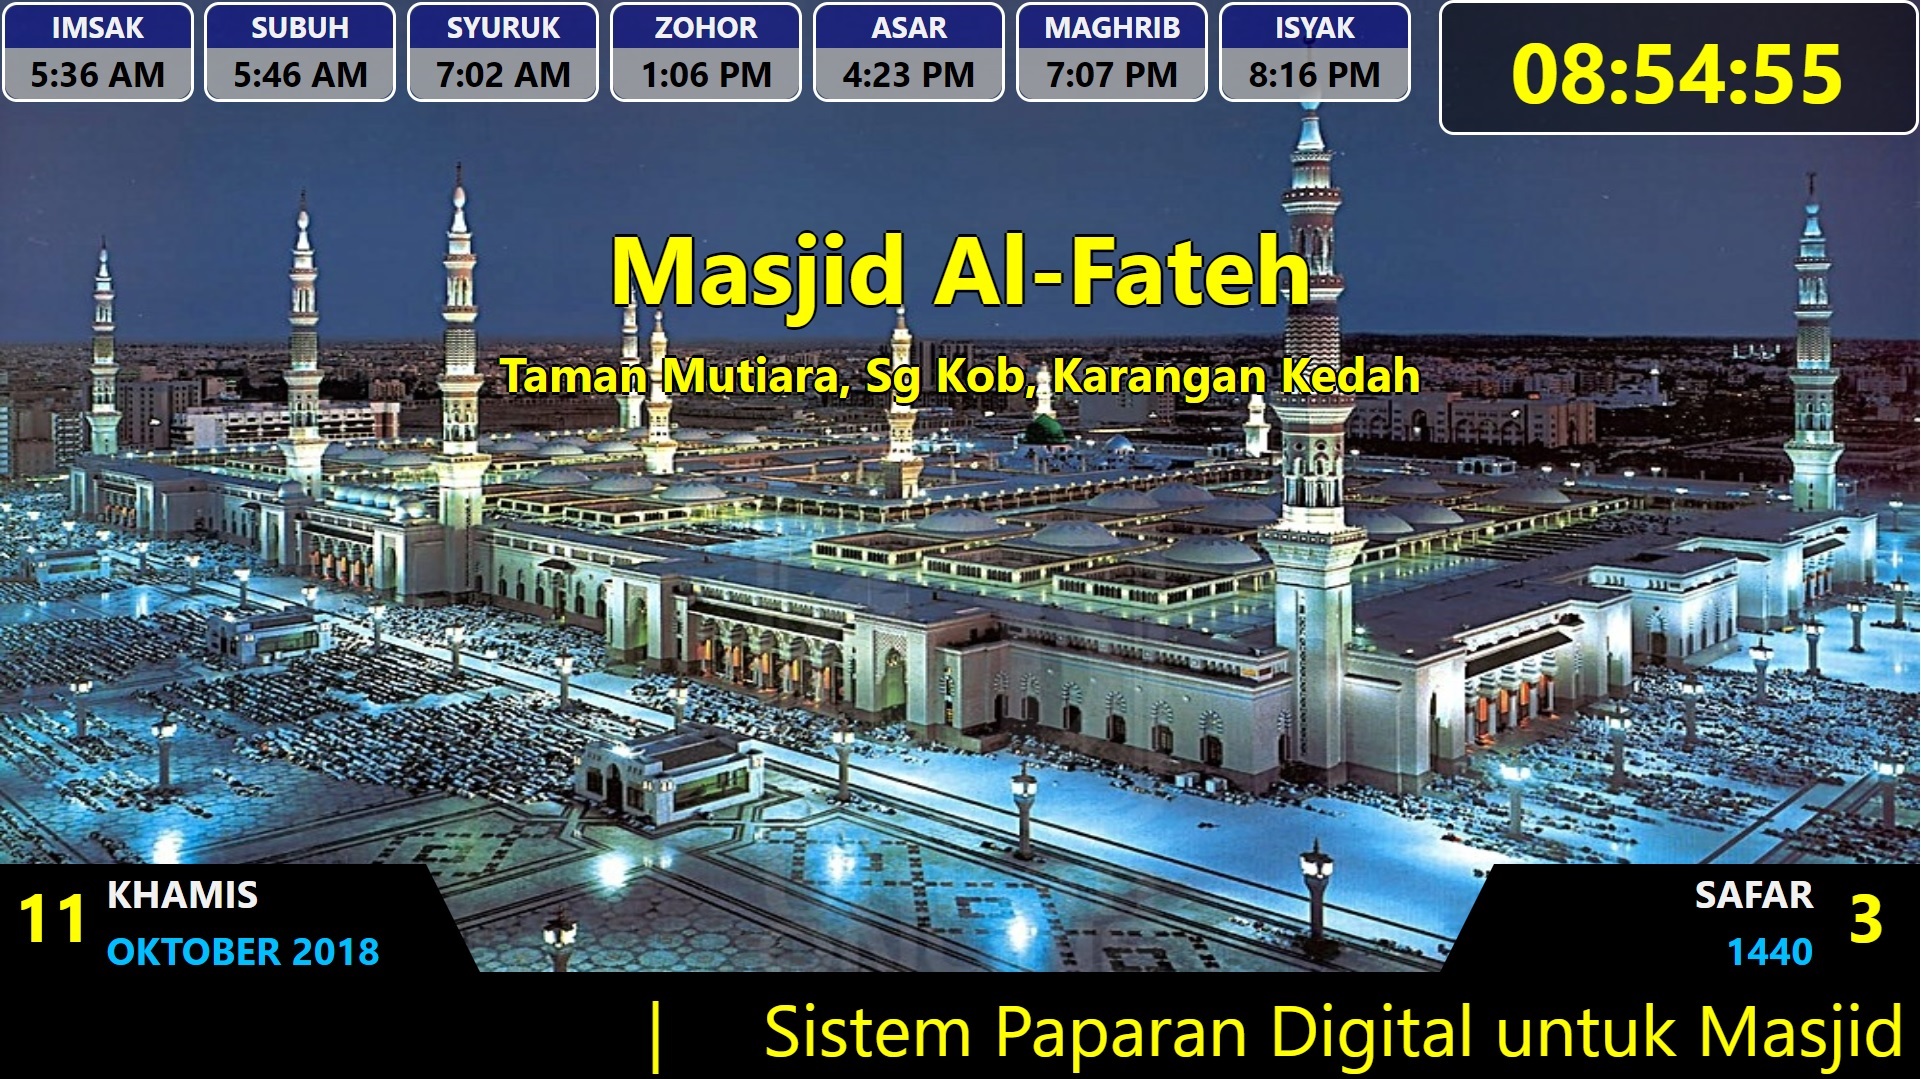 IMSAK
5:36 AM
SUBUH
5:46 AM
SYURUK
7:02 AM
ZOHOR
1:06 PM
ASAR
4:23 PM
MAGHRIB
7:07 PM
ISYAK
8:16 PM
08:54:55
Masjid Al-Fateh
Taman Mutiara, Sg Kob, Karangan Kedah
11
KHAMIS
OKTOBER 2018
SAFAR
1440
3
| Sistem Paparan Digital untuk Masjid